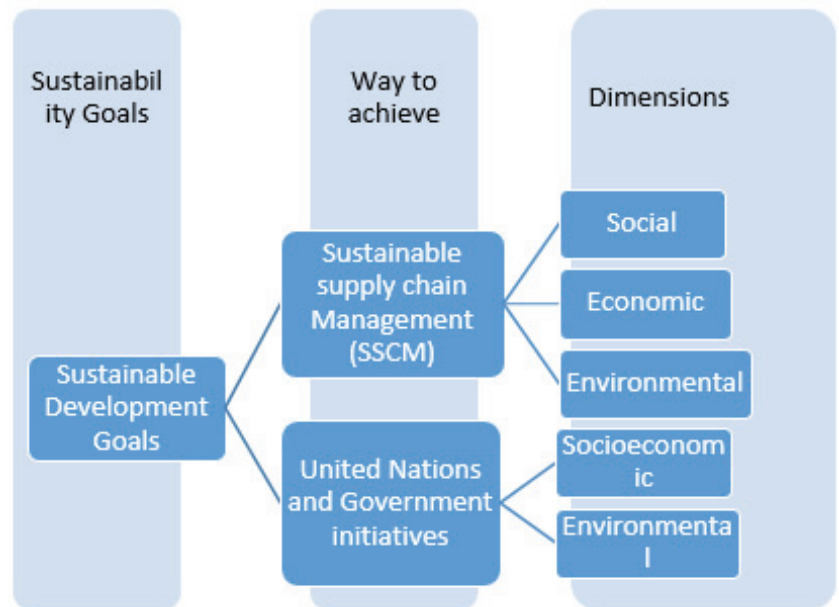 Sustainabil
ity Goals
Way to
achieve
Dimensions
Sustainable
Development
Goals
Sustainable
supply chain
Management
(SSCM)
United Nations
and Government
initiatives
Social
Economic
Environmental
Socioeconom
ic
Environmenta
l